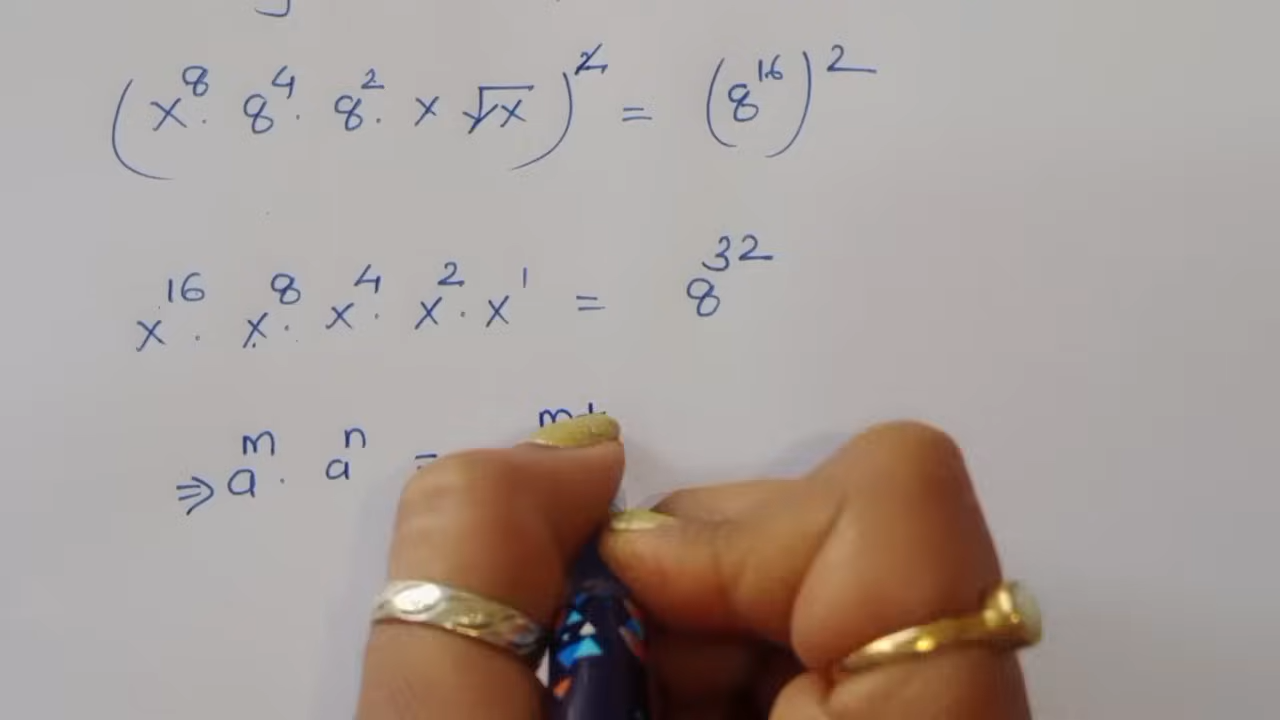 (x⁸. 8⁴. 8². x √x)² = (8¹⁶)²
x¹⁶. x⁸. x⁴. x². x¹ = 8³²
⇒ aᵐ. aⁿ = ᵐ⁺